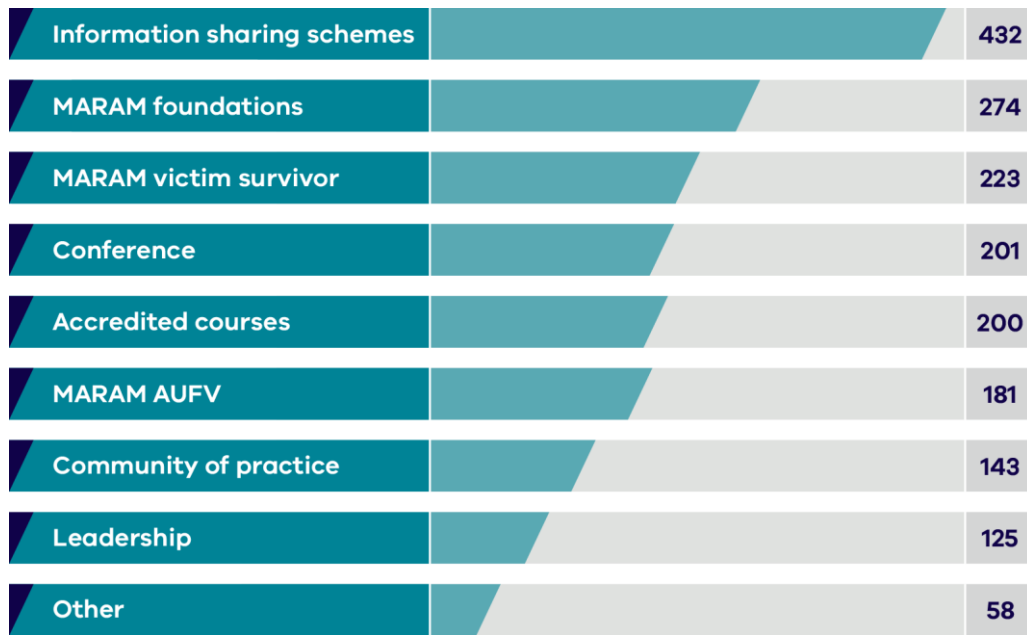 Information sharing schemes 432
MARAM foundations 274
MARAM victim survivor 223
Conference 201
Accredited courses 200
MARAM AUFV 181
Community of practice 143
Leadership 125
Other 58